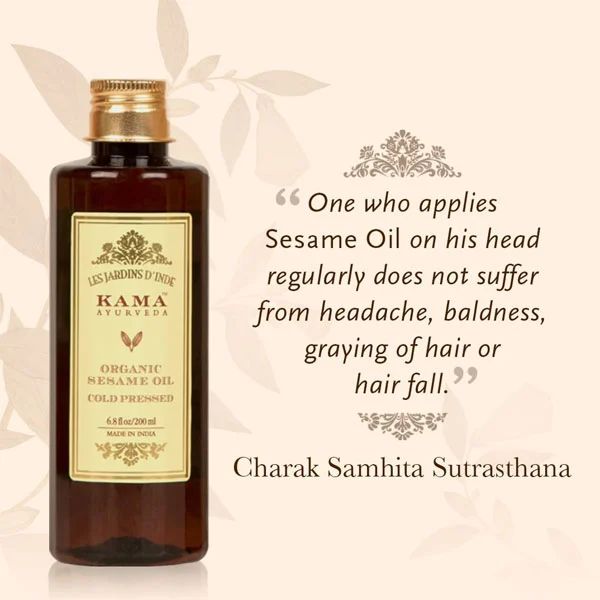 LES JARDINS D'INDE
KAMA™
AYURVEDA
ORGANIC
SESAME OIL
COLD PRESSED
6.8 fl oz/200 ml
MADE IN INDIA
“One who applies
Sesame Oil on his head
regularly does not suffer
from headache, baldness,
graying of hair or
hair fall.”
Charak Samhita Sutrasthana